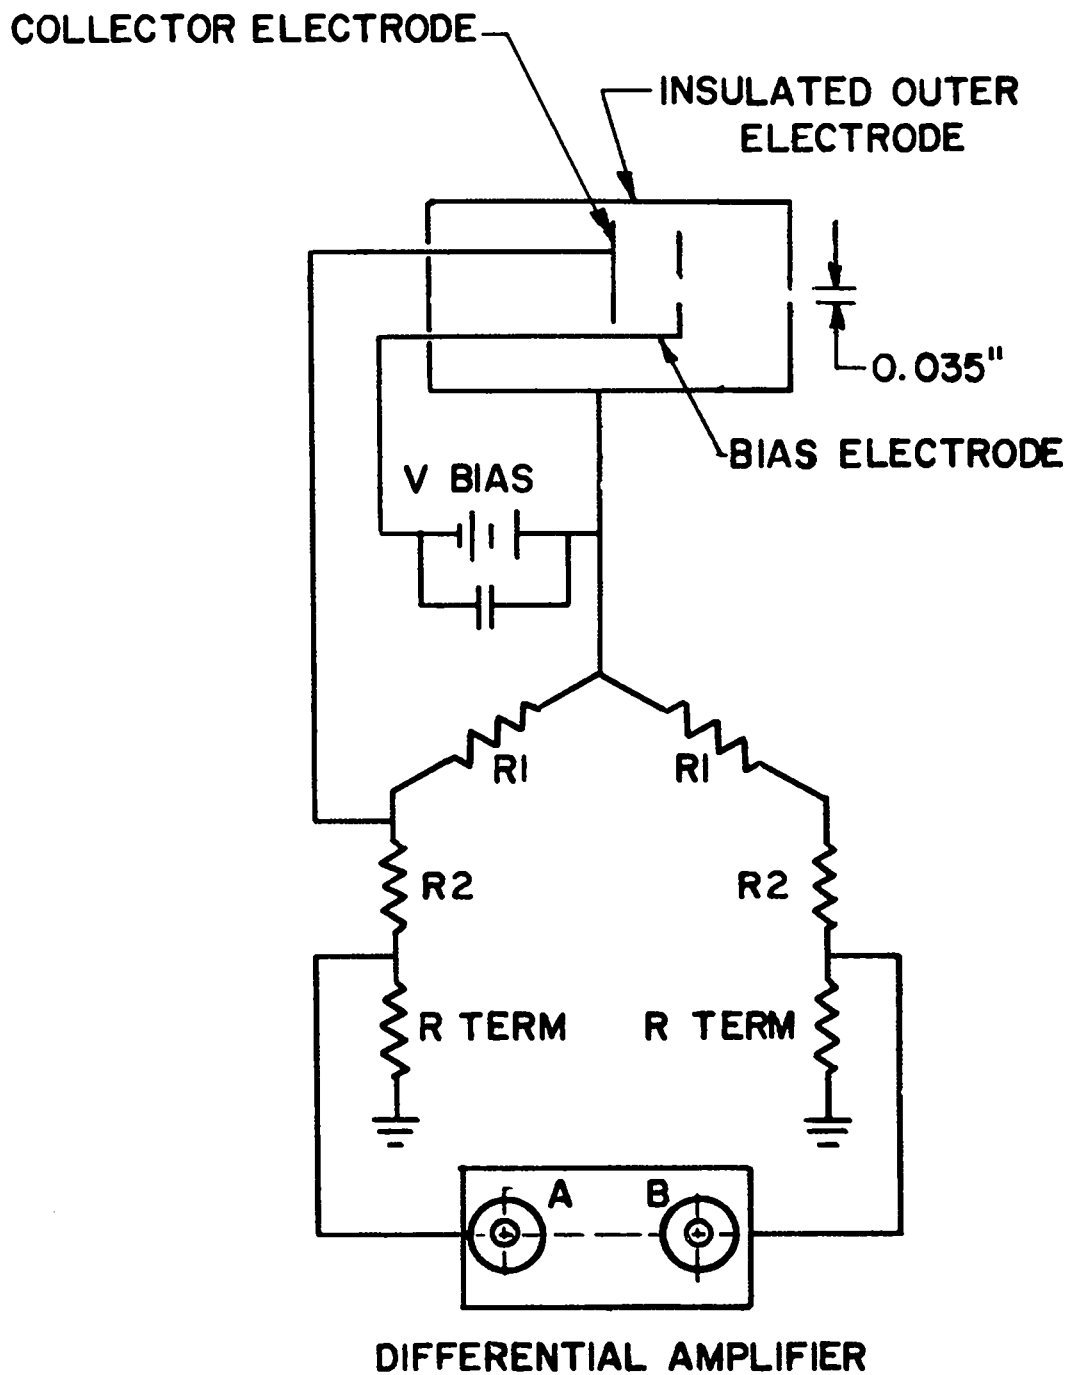 COLLECTOR ELECTRODE
INSULATED OUTER
ELECTRODE
0.035"
BIAS ELECTRODE
V BIAS
R1 R1
R2 R2
R TERM R TERM
A B
DIFFERENTIAL AMPLIFIER